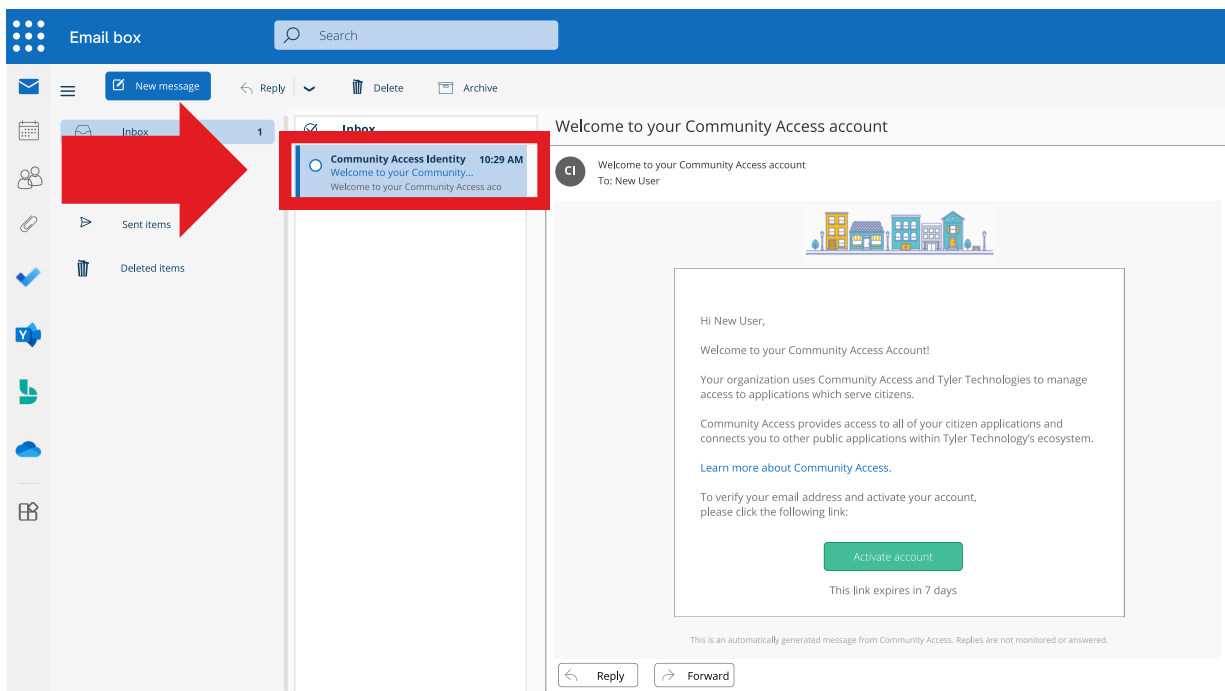 Email box
Search
New message
Reply
Delete
Archive
Inbox 1
Sent items
Deleted items
Inbox
Community Access Identity 10:29 AM
Welcome to your Community...
Welcome to your Community Access aco
Welcome to your Community Access account
CI
Welcome to your Community Access account
To: New User
Hi New User,
Welcome to your Community Access Account!
Your organization uses Community Access and Tyler Technologies to manage
access to applications which serve citizens.
Community Access provides access to all of your citizen applications and
connects you to other public applications within Tyler Technology's ecosystem.
Learn more about Community Access.
To verify your email address and activate your account,
please click the following link:
Activate account
This link expires in 7 days
This is an automatically generated message from Community Access. Replies are not monitored or answered.
Reply
Forward